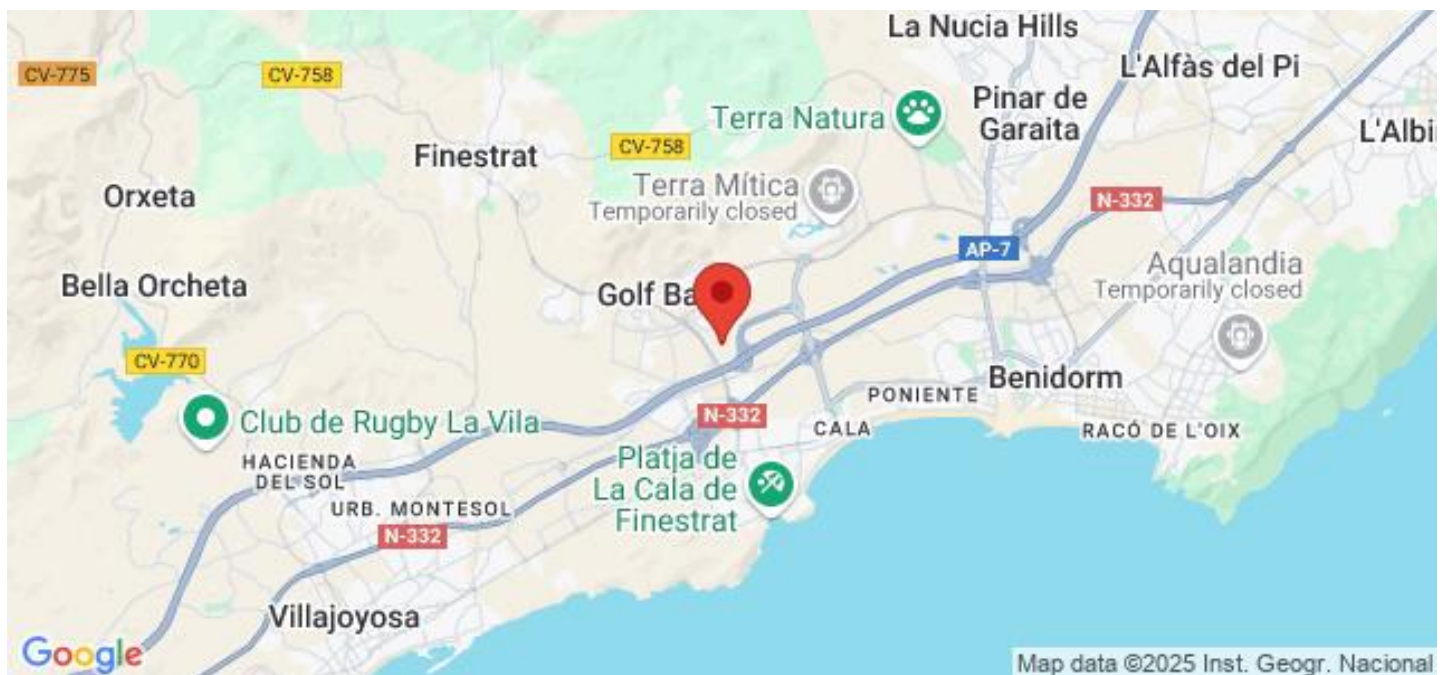 La Nucia Hills
CV-775
CV-758
L'Alfàs del Pi
Terra Natura
Pinar de
Garaita
L'Albi
Finestrat
CV-758
Orxeta
Terra Mítica
Temporarily closed
N-332
AP-7
Aqualandia
Temporarily closed
Bella Orcheta
Golf Ba
CV-770
Benidorm
PONIENTE
N-332
CALA
RACÓ DE L'OIX
Club de Rugby La Vila
HACIENDA
DEL SOL
Platja de
La Cala de
Finestrat
URB. MONTESOL
N-332
Villajoyosa
Google
Map data ©2025 Inst. Geogr. Nacional